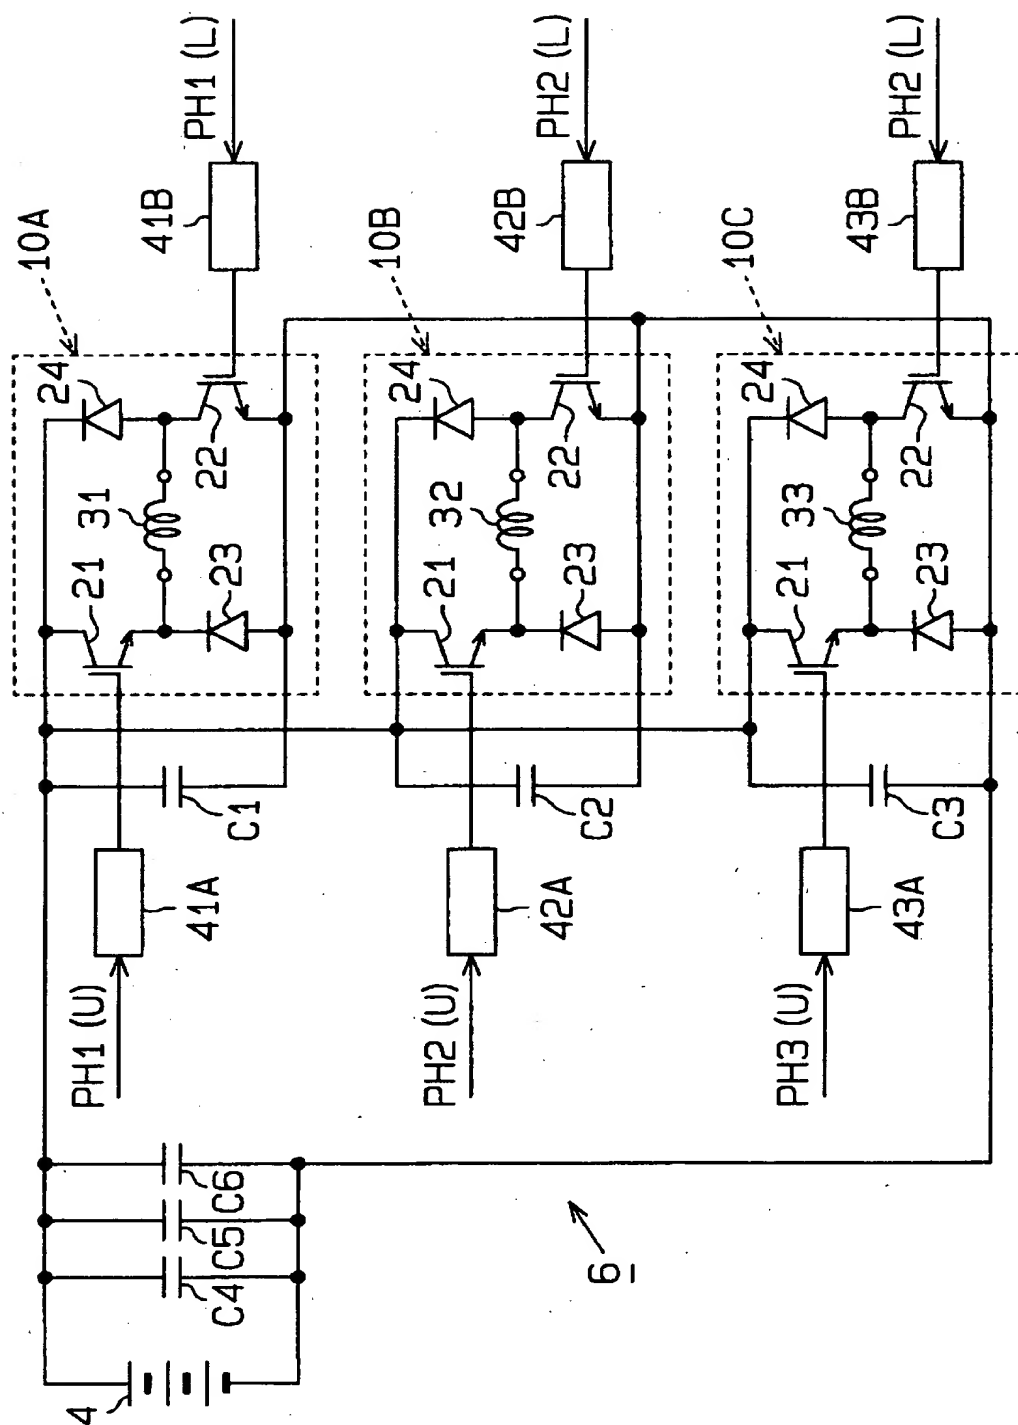 PH1 (L)
PH2 (L)
PH2 (L)
41B
42B
43B
10A
10B
10C
24
24
24
22
22
22
31
32
33
21
21
21
23
23
23
C1
C2
C3
41A
42A
43A
PH1 (U)
PH2 (U)
PH3 (U)
C6
C5
C4
4
6